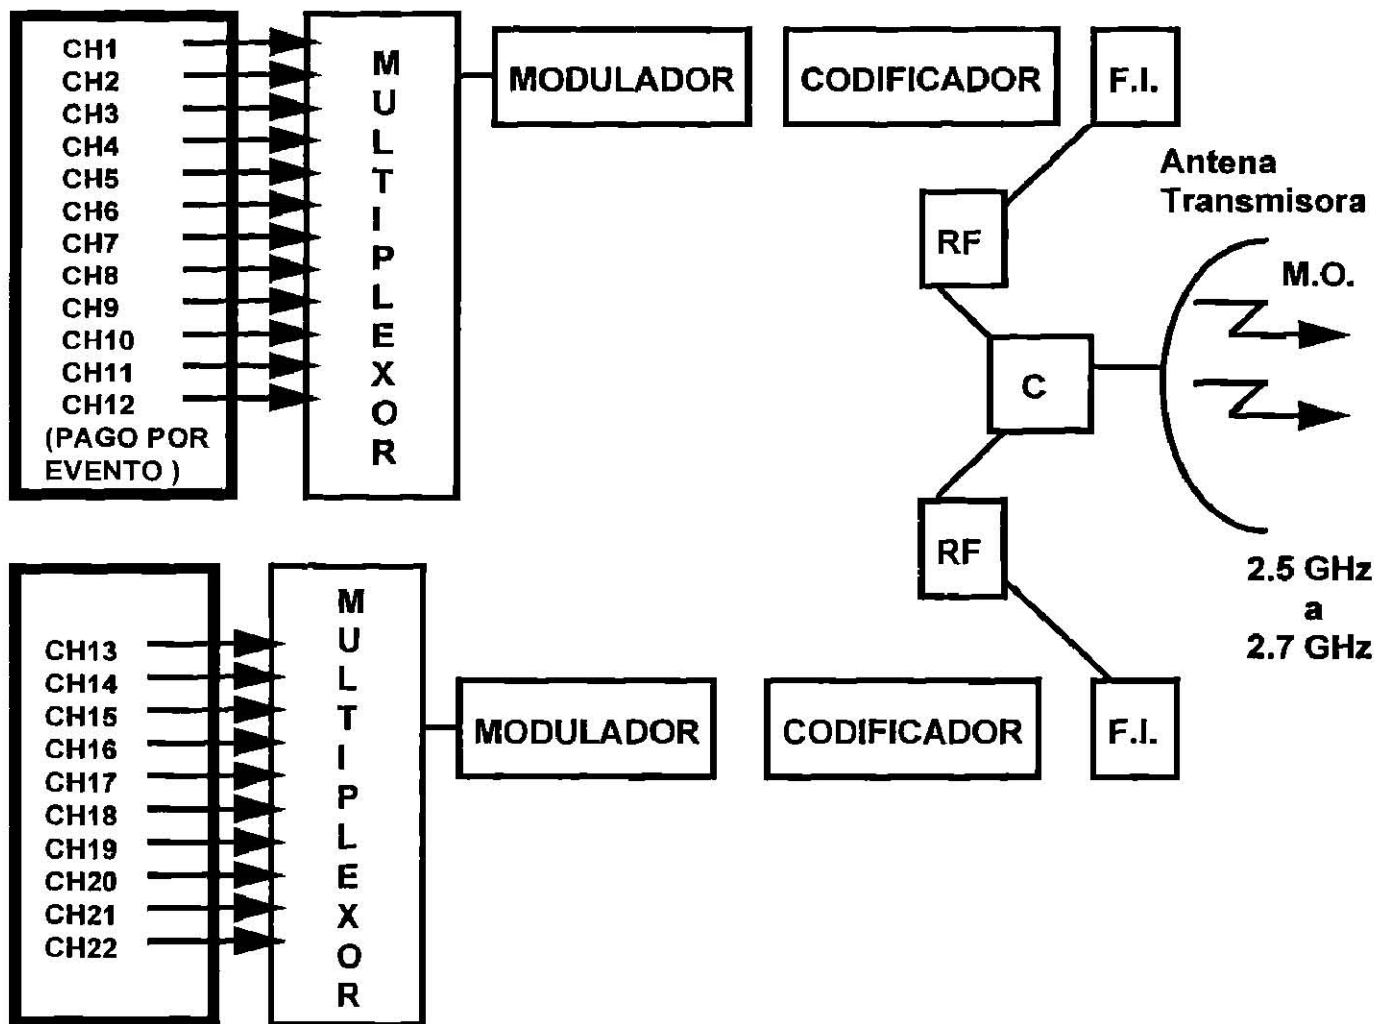 CH1
CH2
CH3
CH4
CH5
CH6
CH7
CH8
CH9
CH10
CH11
CH12
(PAGO POR
EVENTO )
MULTIPLEXOR
MODULADOR
CODIFICADOR
F.I.
RF
C
RF
Antena
Transmisora
M.O.
2.5 GHz
a
2.7 GHz
CH13
CH14
CH15
CH16
CH17
CH18
CH19
CH20
CH21
CH22
MULTIPLEXOR
MODULADOR
CODIFICADOR
F.I.